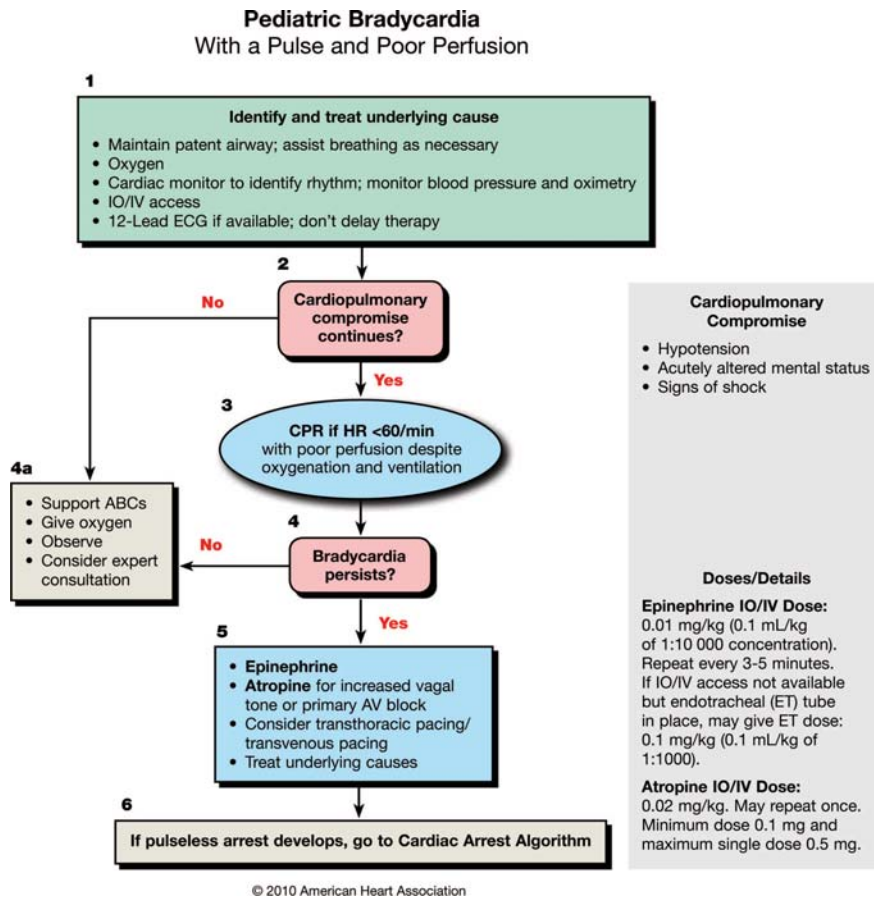 Pediatric Bradycardia
With a Pulse and Poor Perfusion
1
Identify and treat underlying cause
• Maintain patent airway; assist breathing as necessary
• Oxygen
• Cardiac monitor to identify rhythm; monitor blood pressure and oximetry
• IO/IV access
• 12-Lead ECG if available; don't delay therapy
2
Cardiopulmonary
compromise
continues?
No
Yes
3
CPR if HR <60/min
with poor perfusion despite
oxygenation and ventilation
4a
• Support ABCs
• Give oxygen
• Observe
• Consider expert
consultation
4
Bradycardia
persists?
No
Yes
5
• Epinephrine
• Atropine for increased vagal
tone or primary AV block
• Consider transthoracic pacing/
transvenous pacing
• Treat underlying causes
6
If pulseless arrest develops, go to Cardiac Arrest Algorithm
Cardiopulmonary
Compromise
• Hypotension
• Acutely altered mental status
• Signs of shock
Doses/Details
Epinephrine IO/IV Dose:
0.01 mg/kg (0.1 mL/kg
of 1:10 000 concentration).
Repeat every 3-5 minutes.
If IO/IV access not available
but endotracheal (ET) tube
in place, may give ET dose:
0.1 mg/kg (0.1 mL/kg of
1:1000).
Atropine IO/IV Dose:
0.02 mg/kg. May repeat once.
Minimum dose 0.1 mg and
maximum single dose 0.5 mg.
© 2010 American Heart Association